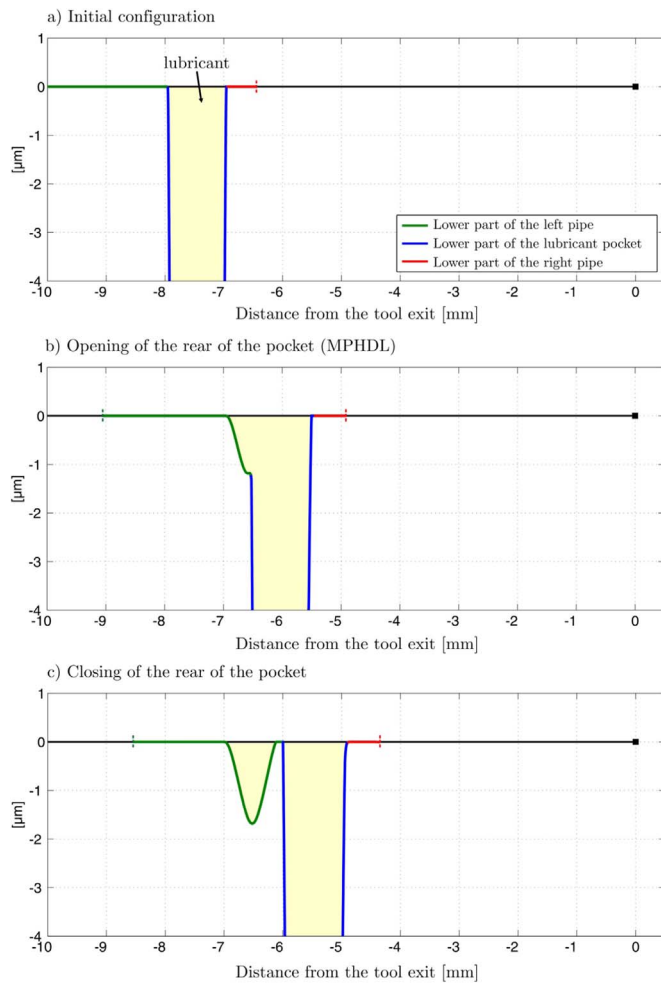 a) Initial configuration
1
0
-1
-2
-3
-4
[µm]
lubricant
Lower part of the left pipe
Lower part of the lubricant pocket
Lower part of the right pipe
-10 -9 -8 -7 -6 -5 -4 -3 -2 -1 0
Distance from the tool exit [mm]
b) Opening of the rear of the pocket (MPHDL)
1
0
-1
-2
-3
-4
[µm]
-10 -9 -8 -7 -6 -5 -4 -3 -2 -1 0
Distance from the tool exit [mm]
c) Closing of the rear of the pocket
1
0
-1
-2
-3
-4
[µm]
-10 -9 -8 -7 -6 -5 -4 -3 -2 -1 0
Distance from the tool exit [mm]